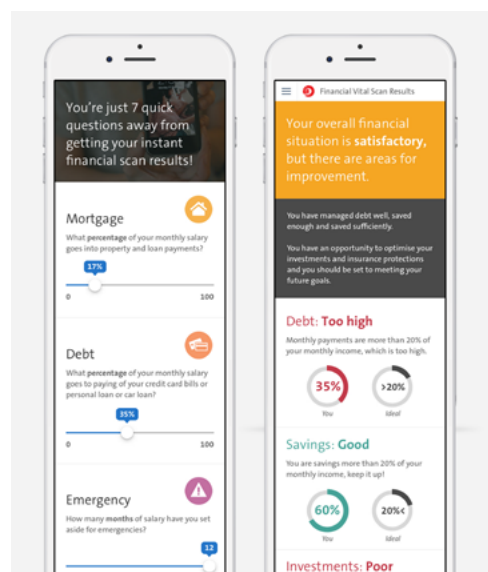 You're just 7 quick
questions away from
getting your instant
financial scan results!
Mortgage
What percentage of your monthly salary
goes into property and loan payments?
17%
0
100
Debt
What percentage of your monthly salary
goes to paying of your credit card bills or
personal loan or car loan?
35%
0
100
Emergency
How many months of salary have you set
aside for emergencies?
12
Financial Vital Scan Results
Your overall financial
situation is satisfactory,
but there are areas for
improvement.
You have managed debt well, saved
enough and saved sufficiently.
You have an opportunity to optimise your
investments and insurance protections
and you should be set to meeting your
future goals.
Debt: Too high
Monthly payments are more than 20% of
your monthly income, which is too high.
35%
>20%
You
Ideal
Savings: Good
You are savings more than 20% of your
monthly income, keep it up!
60%
20%<
You
Ideal
Investments: Poor